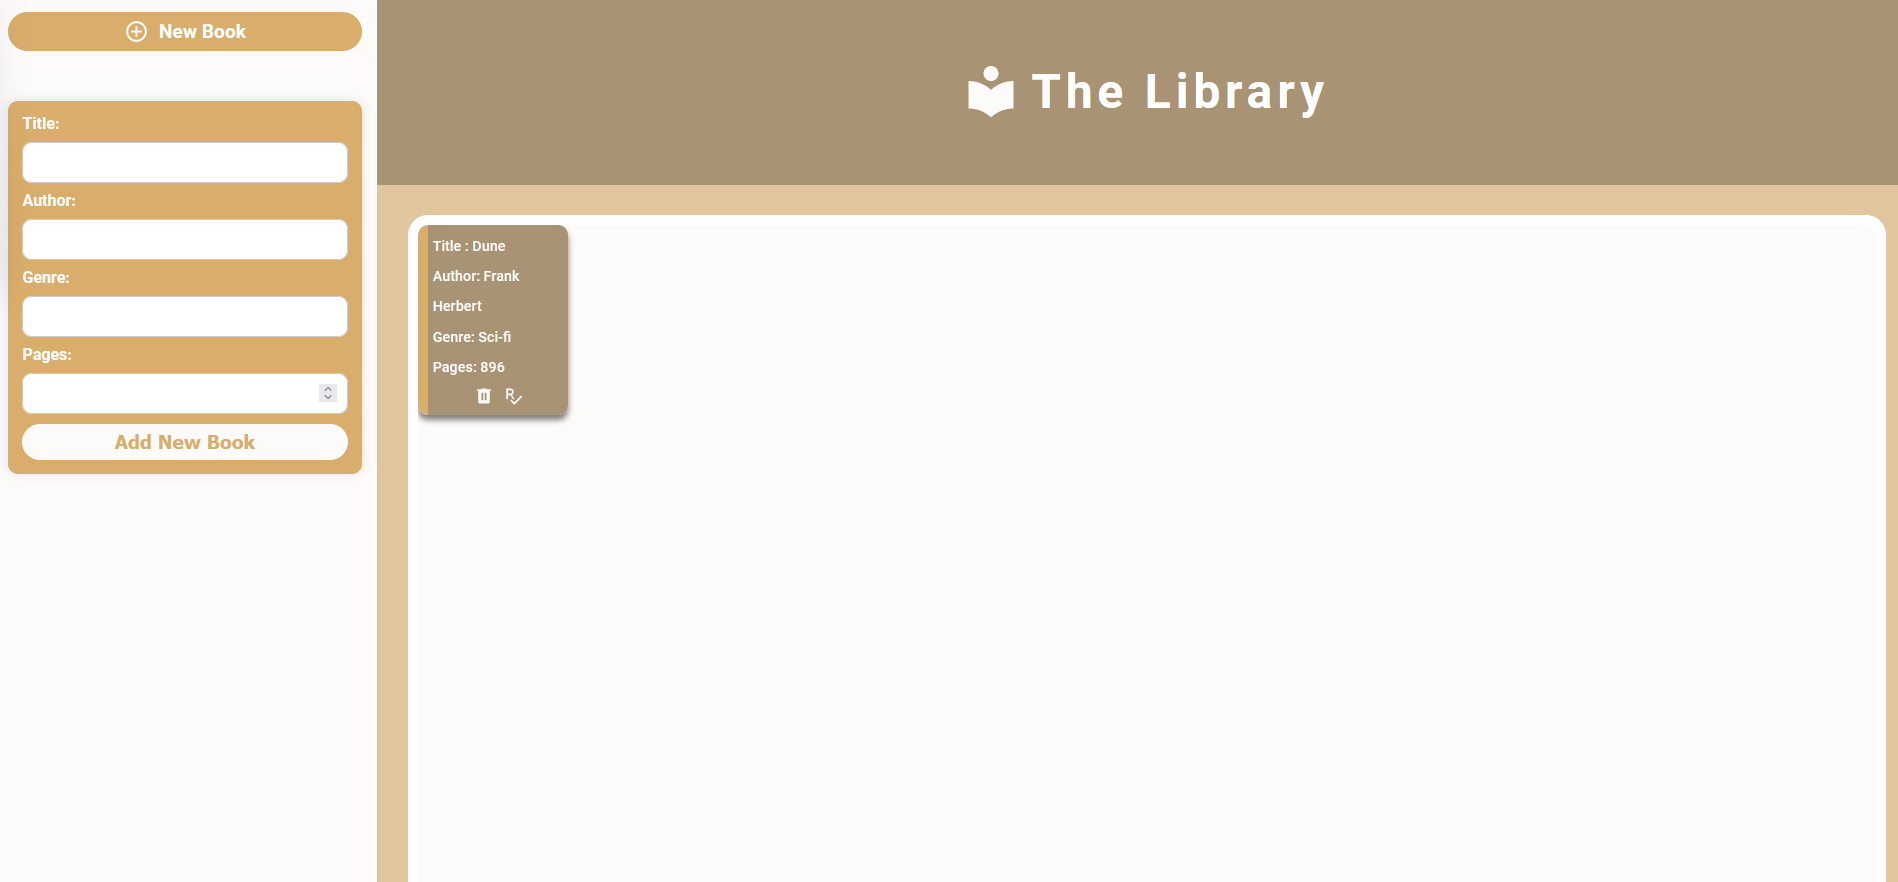 New Book
The Library
Title:
Author:
Genre:
Pages:
Add New Book
Title : Dune
Author: Frank
Herbert
Genre: Sci-fi
Pages: 896